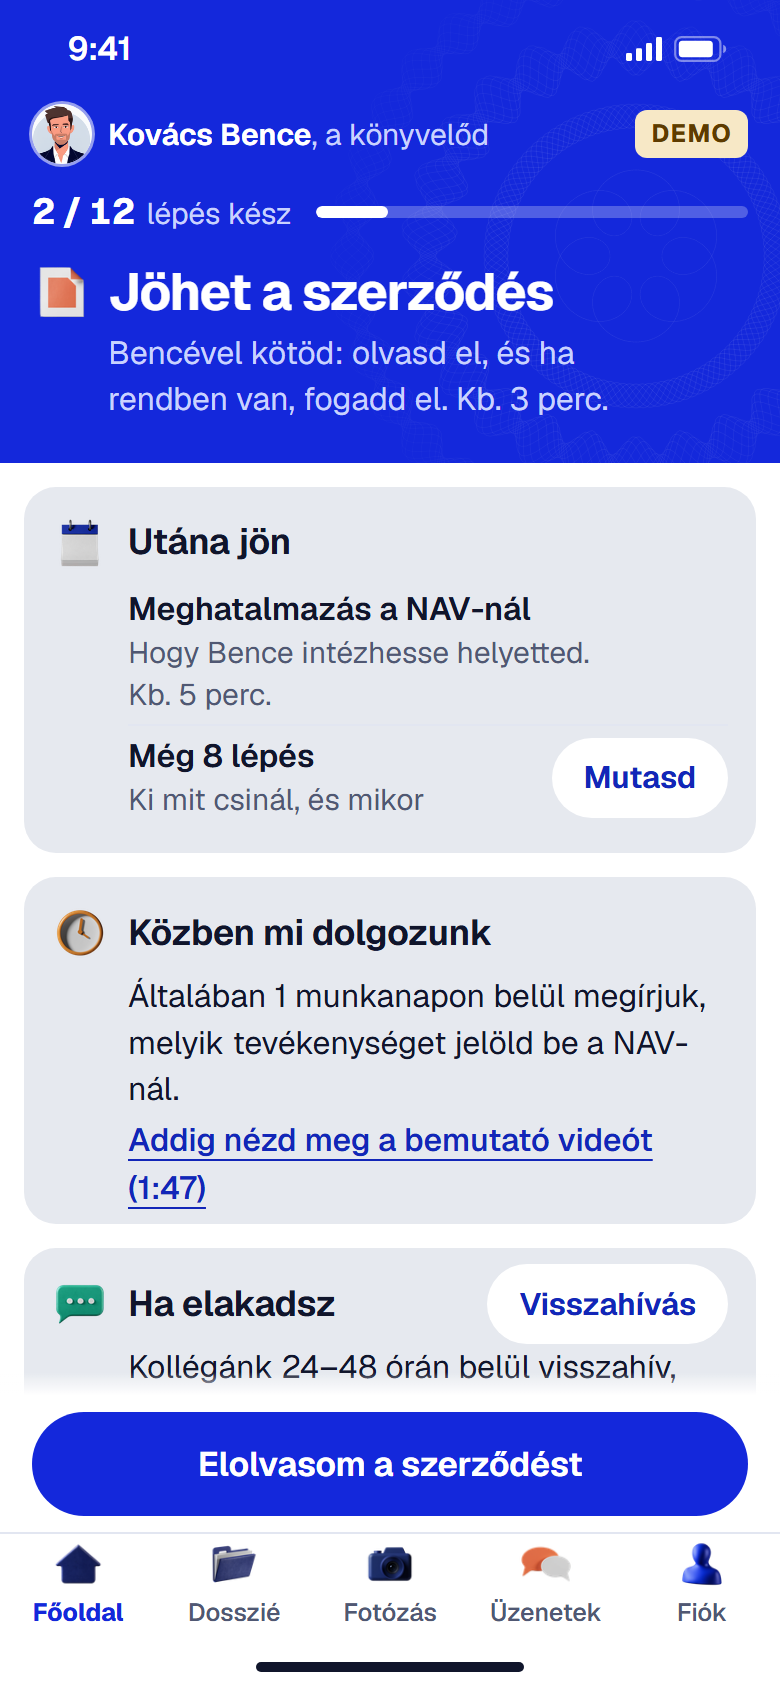 9:41
Kovács Bence, a könyvelőd
DEMO
2 / 12 lépés kész
Jöhet a szerződés
Bencével kötöd: olvasd el, és ha
rendben van, fogadd el. Kb. 3 perc.
Utána jön
Meghatalmazás a NAV-nál
Hogy Bence intézhesse helyetted.
Kb. 5 perc.
Még 8 lépés
Ki mit csinál, és mikor
Mutasd
Közben mi dolgozunk
Általában 1 munkanapon belül megírjuk,
melyik tevékenységet jelöld be a NAV-
nál.
Addig nézd meg a bemutató videót
(1:47)
Ha elakadsz
Visszahívás
Kollégánk 24–48 órán belül visszahív,
Elolvasom a szerződést
Főoldal
Dosszié
Fotózás
Üzenetek
Fiók